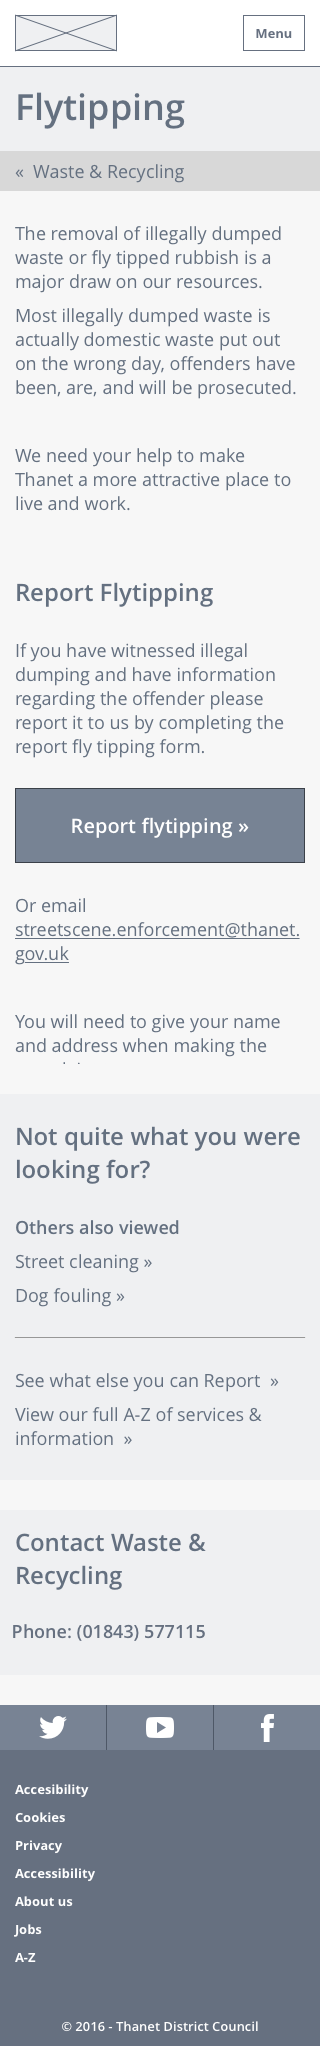 Menu
Flytipping
« Waste & Recycling
The removal of illegally dumped
waste or fly tipped rubbish is a
major draw on our resources.
Most illegally dumped waste is
actually domestic waste put out
on the wrong day, offenders have
been, are, and will be prosecuted.
We need your help to make
Thanet a more attractive place to
live and work.
Report Flytipping
If you have witnessed illegal
dumping and have information
regarding the offender please
report it to us by completing the
report fly tipping form.
Report flytipping »
Or email
streetscene.enforcement@thanet.
gov.uk
You will need to give your name
and address when making the
Not quite what you were
looking for?
Others also viewed
Street cleaning »
Dog fouling »
See what else you can Report »
View our full A-Z of services &
information »
Contact Waste &
Recycling
Phone: (01843) 577115
Accesibility
Cookies
Privacy
Accessibility
About us
Jobs
A-Z
© 2016 - Thanet District Council